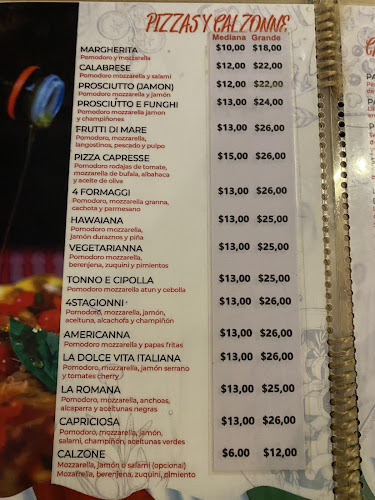 PIZZAS Y CALZONNE
Mediana Grande
MARGHERITA $10,00 $18,00
Pomodoro y mozzarella
CALABRESE $12,00 $22,00
Pomodoro mozzarella y salami
PROSCIUTTO (JAMON) $12,00 $22,00
Pomodoro mozzarella y jamón
PROSCIUTTO E FUNGHI $13,00 $24,00
Pomodoro mozzarella jamon
y champiñones
FRUTTI DI MARE $13,00 $26,00
Pomodoro, mozzarella,
langostinos, pescado y pulpo
PIZZA CAPRESSE $15,00 $26,00
Pomodoro rodajas de tomate,
mozzarella de bufala, albahaca
y aceite de olive
4 FORMAGGI $13,00 $26,00
Pomodoro, mozzarella granna,
cachota y parmesano
HAWAIANA $13,00 $25,00
Pomodoro mozzarella,
jamón duraznos y piña
VEGETARIANNA $13,00 $25,00
Pomodoro mozzarella,
berenjena, zuquini y pimientos
TONNO E CIPOLLA $13,00 $25,00
Pomodoro mozzarella atun y cebolla
4STAGIONNI $13,00 $26,00
Pomodoro, mozzarella, jamón,
aceituna, alcachofa y champiñón
AMERICANNA $13,00 $26,00
Pomodoro mozzarella y papas fritas
LA DOLCE VITA ITALIANA $13,00 $26,00
Pomodoro mozzarella, jamón serrano
y tomates cherry
LA ROMANA $13,00 $25,00
Pomodoro, mozzarella, anchoas,
alcaparra y aceitunas negras
CAPRICIOSA $13,00 $26,00
Pomodoro, mozzarella, jamón,
salami, champiñón, aceitunas verdes
CALZONE $6.00 $12,00
Mozzarella, jamón o salami (opcional)
Mozarrella, berenjena, zuquini, pimiento